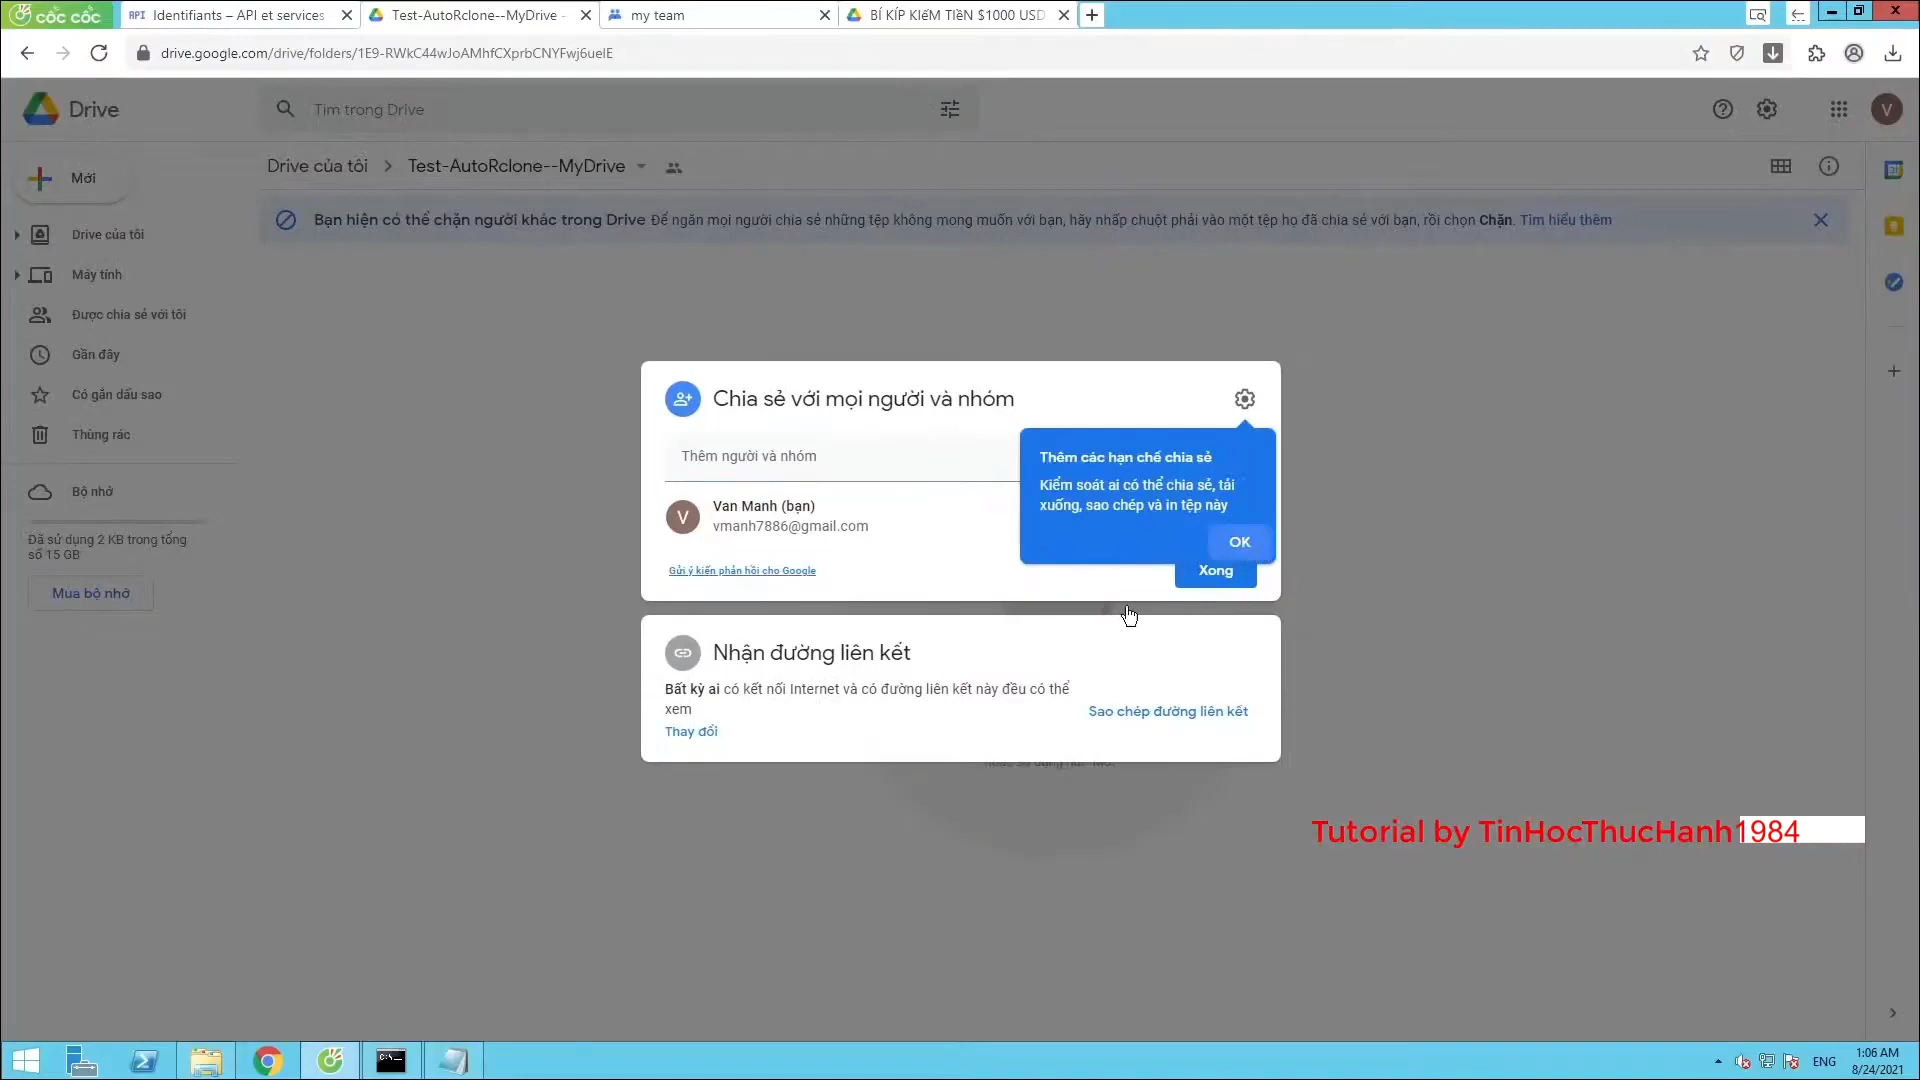 cốc cốc
API Identifiants – API et services
Test-AutoRclone--MyDrive -
my team
BÍ KÍP KIẾM TIỀN $1000 USD
drive.google.com/drive/folders/1E9-RWkC44wJoAMhfCXprbCNYFwj6uelE
Drive
Tìm trong Drive
V
Mới
Drive của tôi
Test-AutoRclone--MyDrive
Bạn hiện có thể chặn người khác trong Drive Để ngăn mọi người chia sẻ những tệp không mong muốn với bạn, hãy nhấp chuột phải vào một tệp họ đã chia sẻ với bạn, rồi chọn Chặn. Tìm hiểu thêm
Drive của tôi
Máy tính
Được chia sẻ với tôi
Gần đây
Có gắn dấu sao
Thùng rác
Bộ nhớ
Đã sử dụng 2 KB trong tổng
số 15 GB
Mua bộ nhớ
Chia sẻ với mọi người và nhóm
Thêm người và nhóm
Thêm các hạn chế chia sẻ
Kiểm soát ai có thể chia sẻ, tải
xuống, sao chép và in tệp này
OK
V
Van Manh (bạn)
vmanh7886@gmail.com
Gửi ý kiến phản hồi cho Google
Xong
Nhận đường liên kết
Bất kỳ ai có kết nối Internet và có đường liên kết này đều có thể
xem
Sao chép đường liên kết
Thay đổi
Tutorial by TinHocThucHanh1984
ENG
1:06 AM
8/24/2021